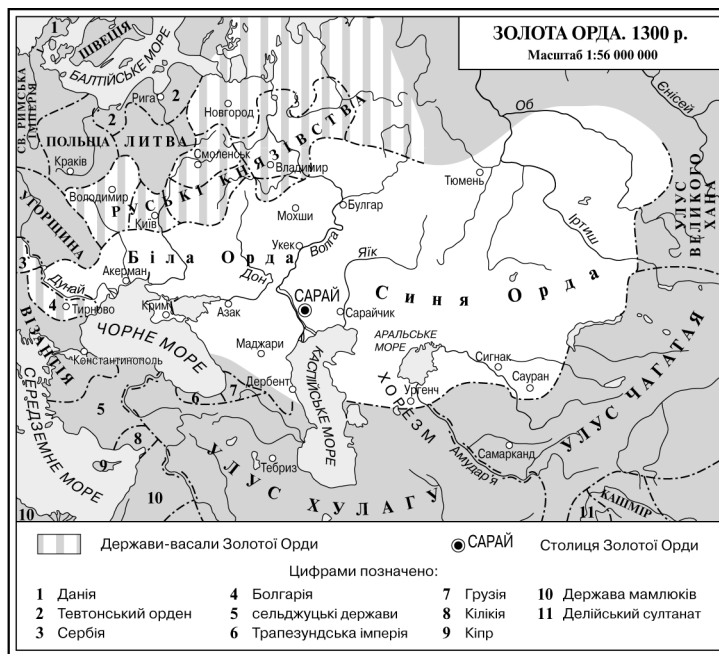 ЗОЛОТА ОРДА. 1300 р.
Масштаб 1:56 000 000
1
ШВЕЦІЯ
БАЛТІЙСЬКЕ МОРЕ
СВ. РИМСЬКА ІМПЕРІЯ
Рига
2
2
Новгород
Об
Єнісей
ПОЛЬЩА
ЛИТВА
Краків
Смоленськ
Владимир
РУСЬКІ КНЯЗІВСТВА
Володимир
Київ
Мохши
Булгар
Тюмень
УЛУС ВЕЛИКОГО ХАНА
Іртиш
УГОРЩИНА
Укек
Волга
Яїк
Біла Орда
Синя Орда
3
Дунай
Акерман
Дон
САРАЙ
Сарайчик
4
Тирново
Крим
Азак
АРАЛЬСЬКЕ МОРЕ
ВІЗАНТІЯ
ЧОРНЕ МОРЕ
Маджари
Сигнак
Сауран
Константинополь
КАСПІЙСЬКЕ МОРЕ
ХОРЕЗМ
Ургенч
УЛУС ЧАГАТАЯ
Дербент
6
7
5
СЕРЕДЗЕМНЕ МОРЕ
8
9
Тебриз
Самарканд
Амудар'я
УЛУС ХУЛАГУ
10
10
11
КАШМІР
Держави-васали Золотої Орди
САРАЙ Столиця Золотої Орди
Цифрами позначено:
1 Данія
2 Тевтонський орден
3 Сербія
4 Болгарія
5 сельджуцькі держави
6 Трапезундська імперія
7 Грузія
8 Кілікія
9 Кіпр
10 Держава мамлюків
11 Делійський султанат